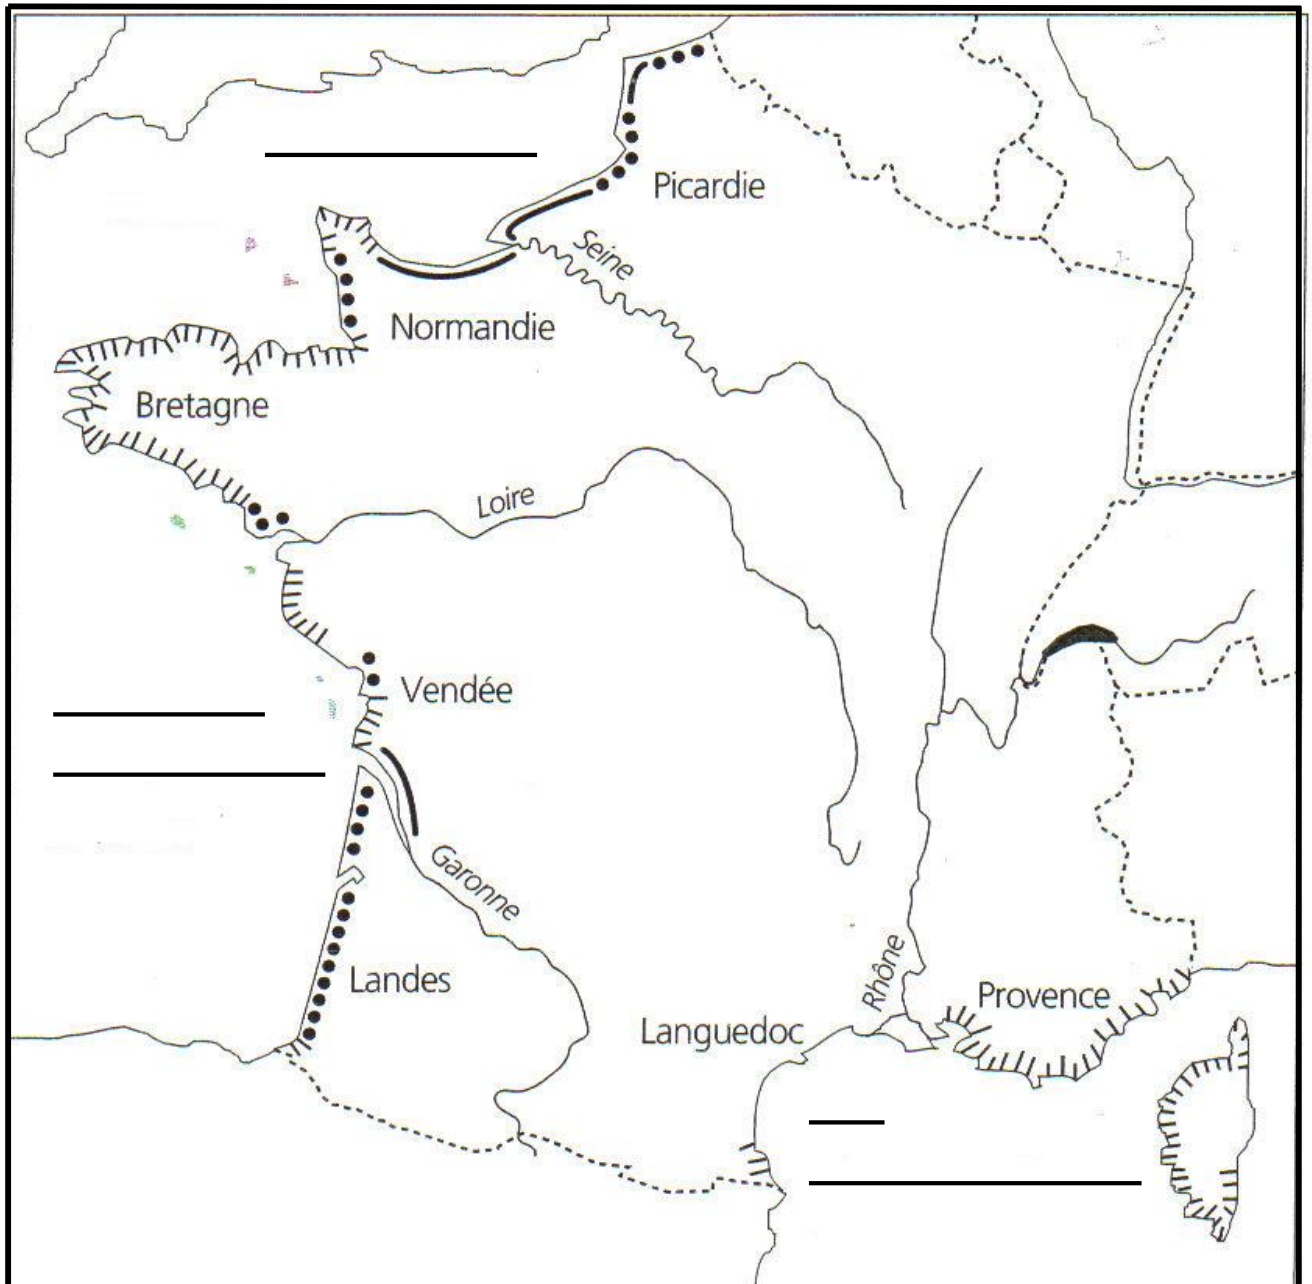 Picardie
Seine
Normandie
Bretagne
Loire
Vendée
Garonne
Landes
Rhône
Provence
Languedoc